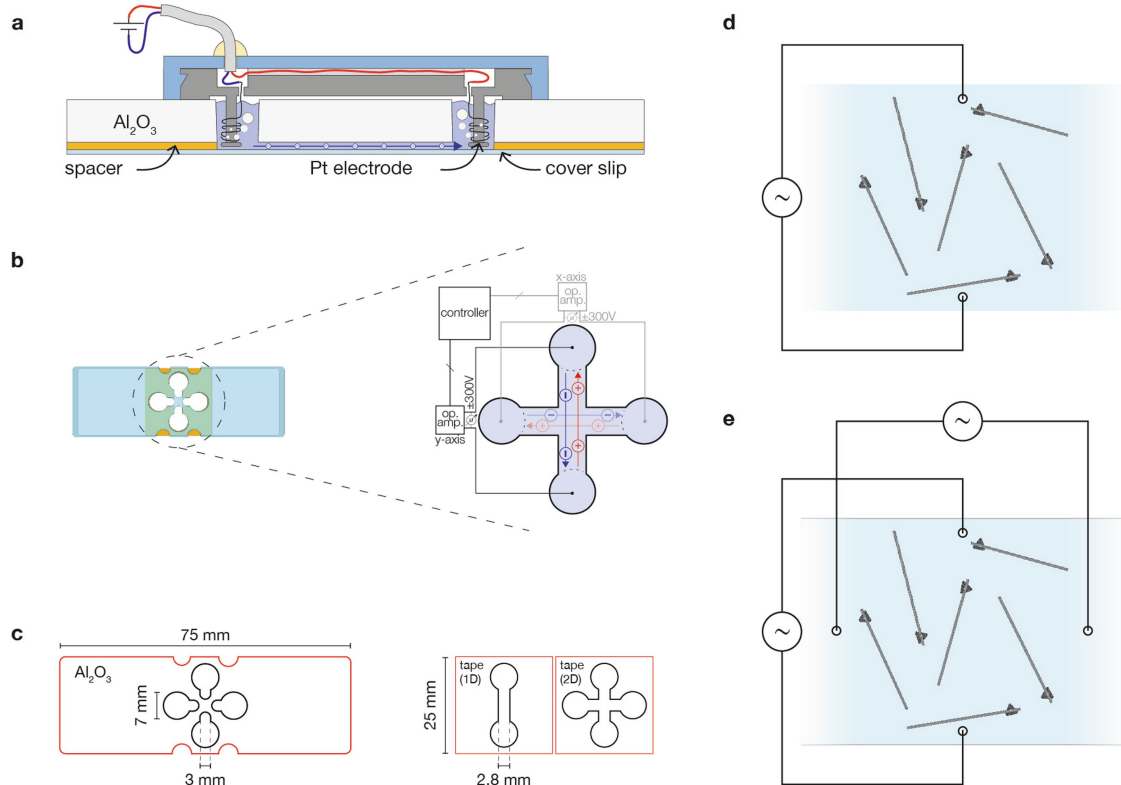 a
Al2O3
spacer
Pt electrode
cover slip
b
x-axis
op.
amp.
controller
±300V
±300V
op.
amp.
y-axis
c
75 mm
Al2O3
7 mm
3 mm
25 mm
tape
(1D)
tape
(2D)
2.8 mm
d
~
e
~
~